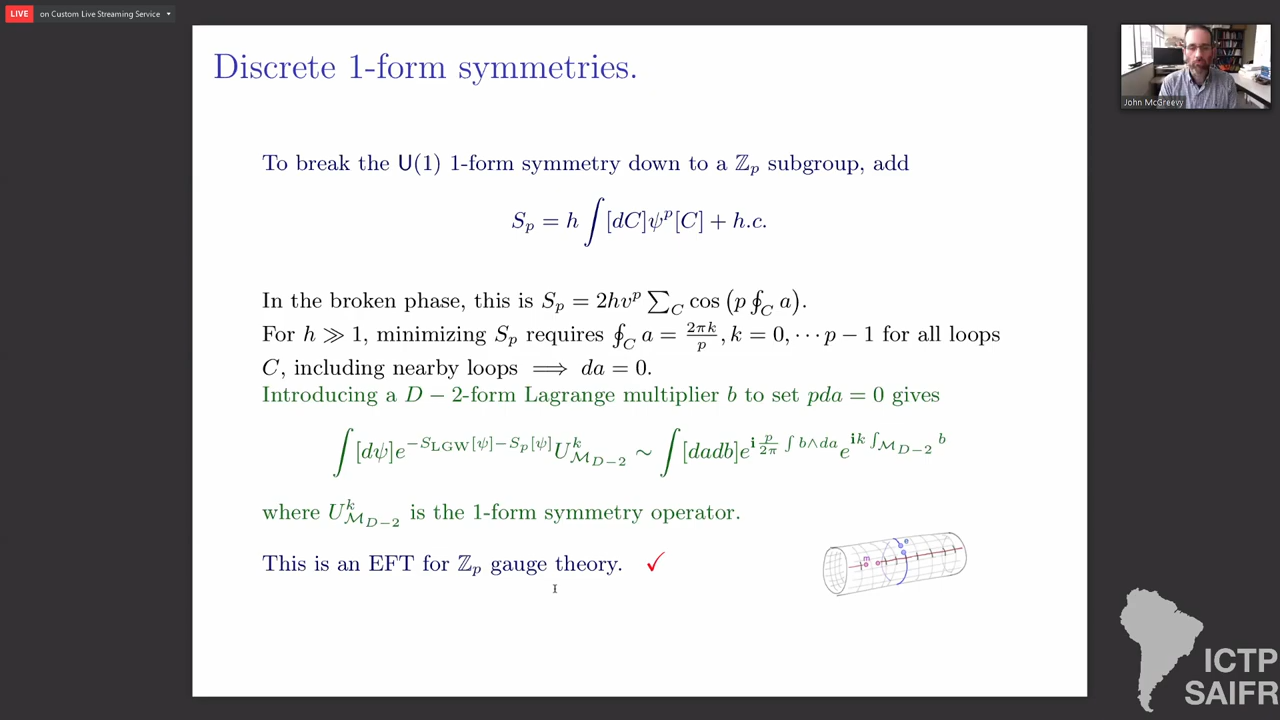 LIVE on Custom Live Streaming Service
Discrete 1-form symmetries.
John McGreevy
To break the U(1) 1-form symmetry down to a ℤ_p subgroup, add
S_p = h ∫[dC]ψ^p[C] + h.c.
In the broken phase, this is S_p = 2hv^p ∑_C cos (p ∮_C a).
For h ≫ 1, minimizing S_p requires ∮_C a = 2πk/p, k = 0, ⋯ p − 1 for all loops
C, including nearby loops ⟹ da = 0.
Introducing a D − 2-form Lagrange multiplier b to set pda = 0 gives
∫[dψ]e^{−S_LGW[ψ]−S_p[ψ]} U^k_{ℳ_{D−2}} ∼ ∫[dadb]e^{i p/2π ∫ b∧da} e^{ik ∫_{ℳ_{D−2}} b}
where U^k_{ℳ_{D−2}} is the 1-form symmetry operator.
This is an EFT for ℤ_p gauge theory. ✓
e
m
ICTP
SAIFR